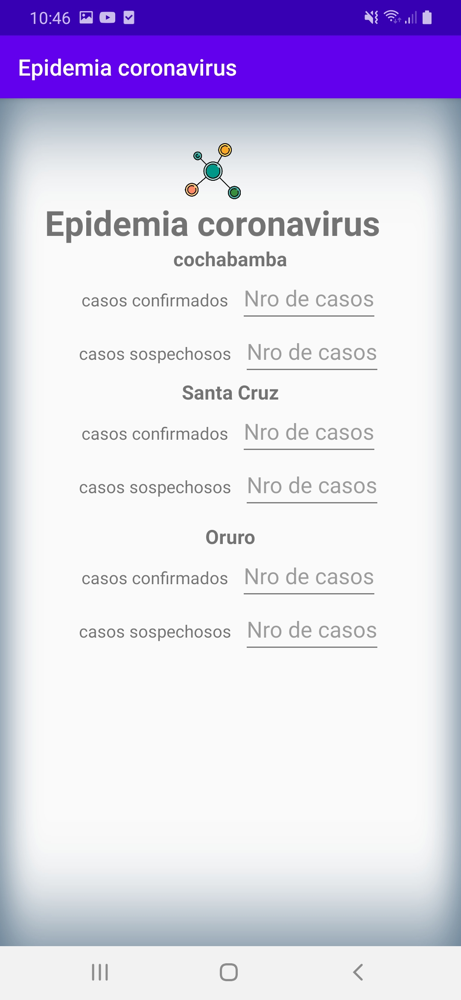 10:46
Epidemia coronavirus
Epidemia coronavirus
cochabamba
casos confirmados Nro de casos
casos sospechosos Nro de casos
Santa Cruz
casos confirmados Nro de casos
casos sospechosos Nro de casos
Oruro
casos confirmados Nro de casos
casos sospechosos Nro de casos